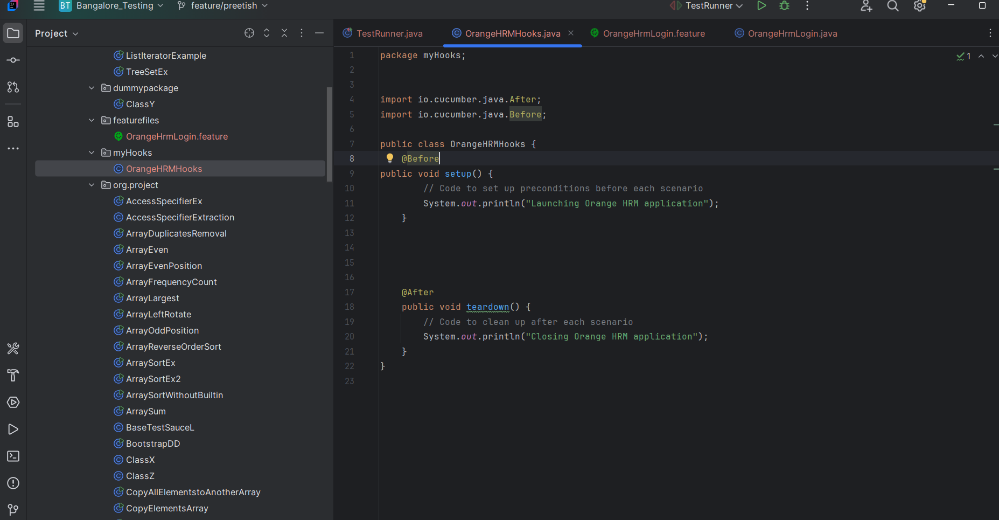 BT Bangalore_Testing feature/preetish TestRunner
Project
ListIteratorExample
TreeSetEx
dummypackage
ClassY
featurefiles
OrangeHrmLogin.feature
myHooks
OrangeHRMHooks
org.project
AccessSpecifierEx
AccessSpecifierExtraction
ArrayDuplicatesRemoval
ArrayEven
ArrayEvenPosition
ArrayFrequencyCount
ArrayLargest
ArrayLeftRotate
ArrayOddPosition
ArrayReverseOrderSort
ArraySortEx
ArraySortEx2
ArraySortWithoutBuiltin
ArraySum
BaseTestSauceL
BootstrapDD
ClassX
ClassZ
CopyAllElementstoAnotherArray
CopyElementsArray
TestRunner.java OrangeHRMHooks.java OrangeHrmLogin.feature OrangeHrmLogin.java
1 package myHooks; 1
2
3
4 import io.cucumber.java.After;
5 import io.cucumber.java.Before;
6
7 public class OrangeHRMHooks {
8 @Before
9 public void setup() {
10 // Code to set up preconditions before each scenario
11 System.out.println("Launching Orange HRM application");
12 }
13
14
15
16
17 @After
18 public void teardown() {
19 // Code to clean up after each scenario
20 System.out.println("Closing Orange HRM application");
21 }
22 }
23